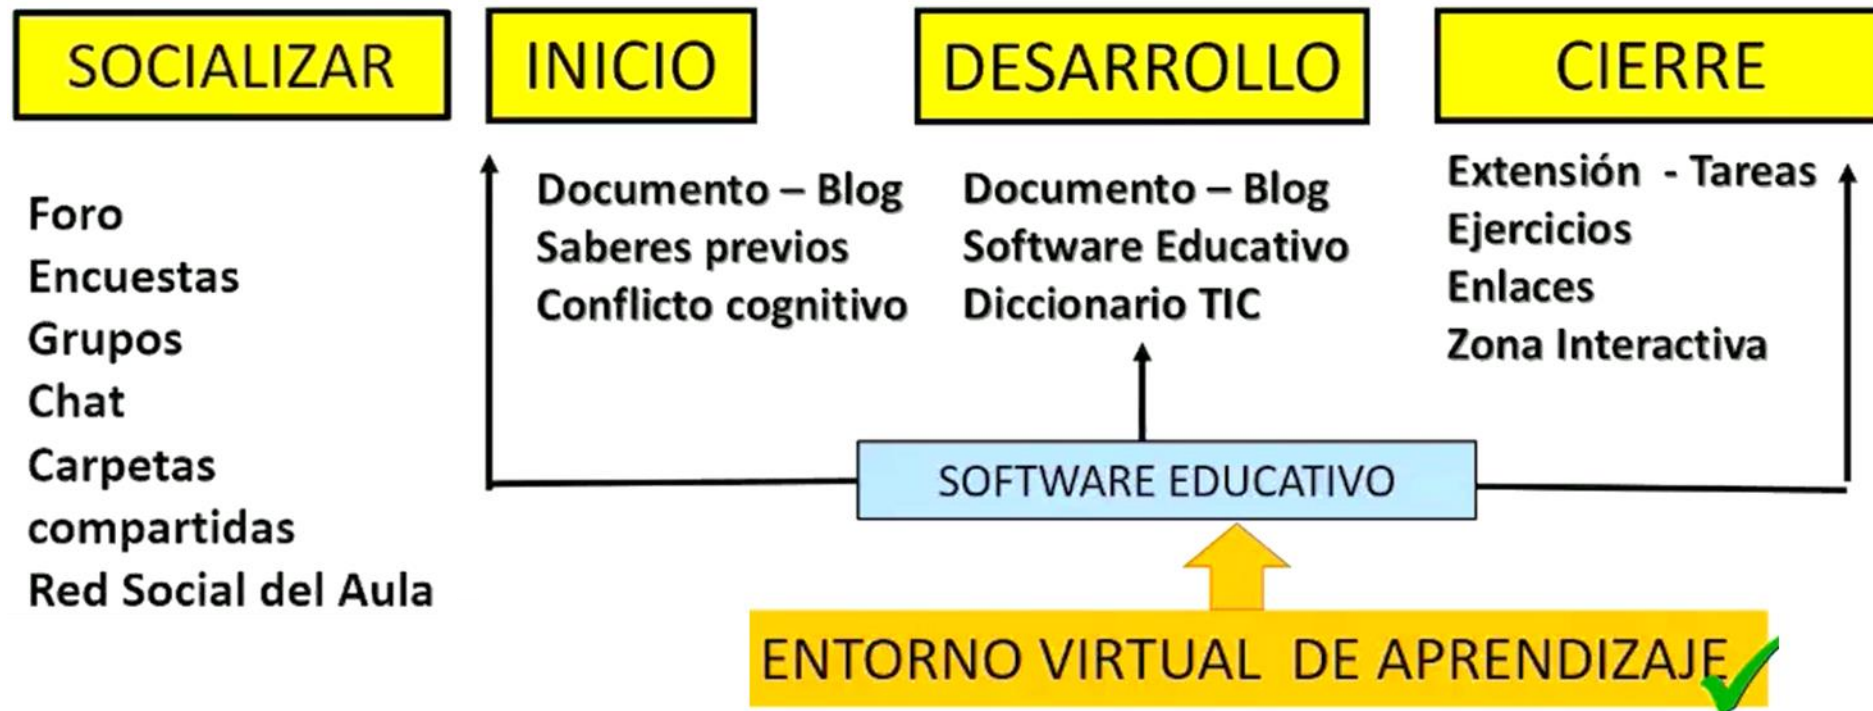 SOCIALIZAR
Foro
Encuestas
Grupos
Chat
Carpetas
compartidas
Red Social del Aula
INICIO
Documento – Blog
Saberes previos
Conflicto cognitivo
DESARROLLO
Documento – Blog
Software Educativo
Diccionario TIC
CIERRE
Extensión - Tareas
Ejercicios
Enlaces
Zona Interactiva
SOFTWARE EDUCATIVO
ENTORNO VIRTUAL DE APRENDIZAJE